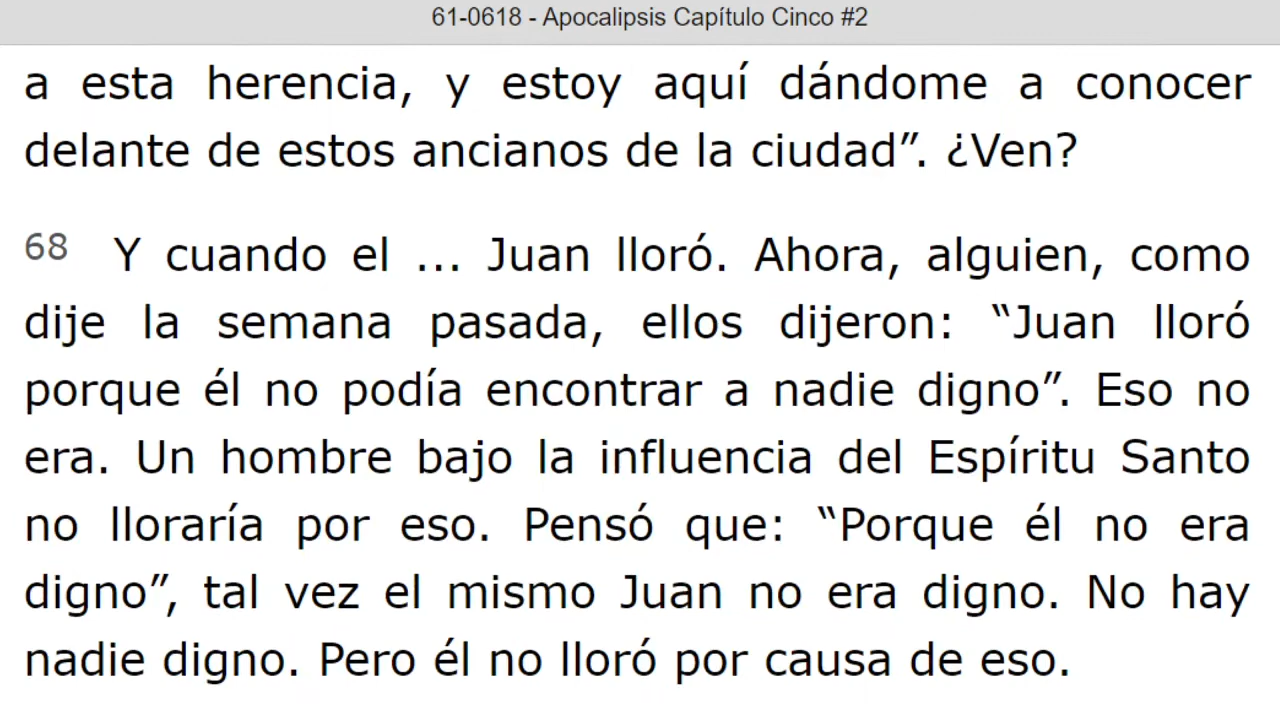 61-0618 - Apocalipsis Capítulo Cinco #2
a esta herencia, y estoy aquí dándome a conocer
delante de estos ancianos de la ciudad”. ¿Ven?
68 Y cuando el ... Juan lloró. Ahora, alguien, como
dije la semana pasada, ellos dijeron: “Juan lloró
porque él no podía encontrar a nadie digno”. Eso no
era. Un hombre bajo la influencia del Espíritu Santo
no lloraría por eso. Pensó que: “Porque él no era
digno”, tal vez el mismo Juan no era digno. No hay
nadie digno. Pero él no lloró por causa de eso.